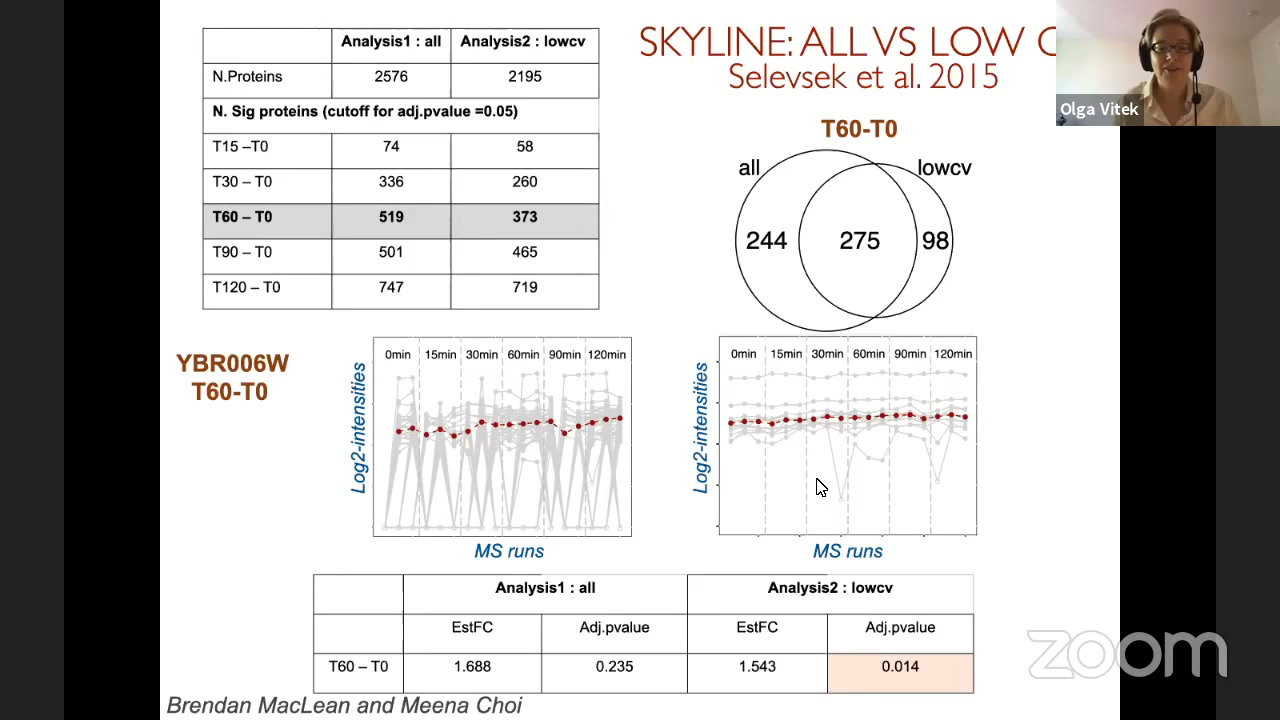 Analysis1 : all Analysis2 : lowcv
N.Proteins 2576 2195
N. Sig proteins (cutoff for adj.pvalue =0.05)
T15 –T0 74 58
T30 – T0 336 260
T60 – T0 519 373
T90 – T0 501 465
T120 – T0 747 719
SKYLINE: ALL VS LOW C
Selevsek et al. 2015
Olga Vitek
T60-T0
all lowcv
244 275 98
YBR006W
T60-T0
Log2-intensities
0min 15min 30min 60min 90min 120min
MS runs
Log2-intensities
0min 15min 30min 60min 90min 120min
MS runs
Analysis1 : all Analysis2 : lowcv
EstFC Adj.pvalue EstFC Adj.pvalue
T60 – T0 1.688 0.235 1.543 0.014
zoom
Brendan MacLean and Meena Choi